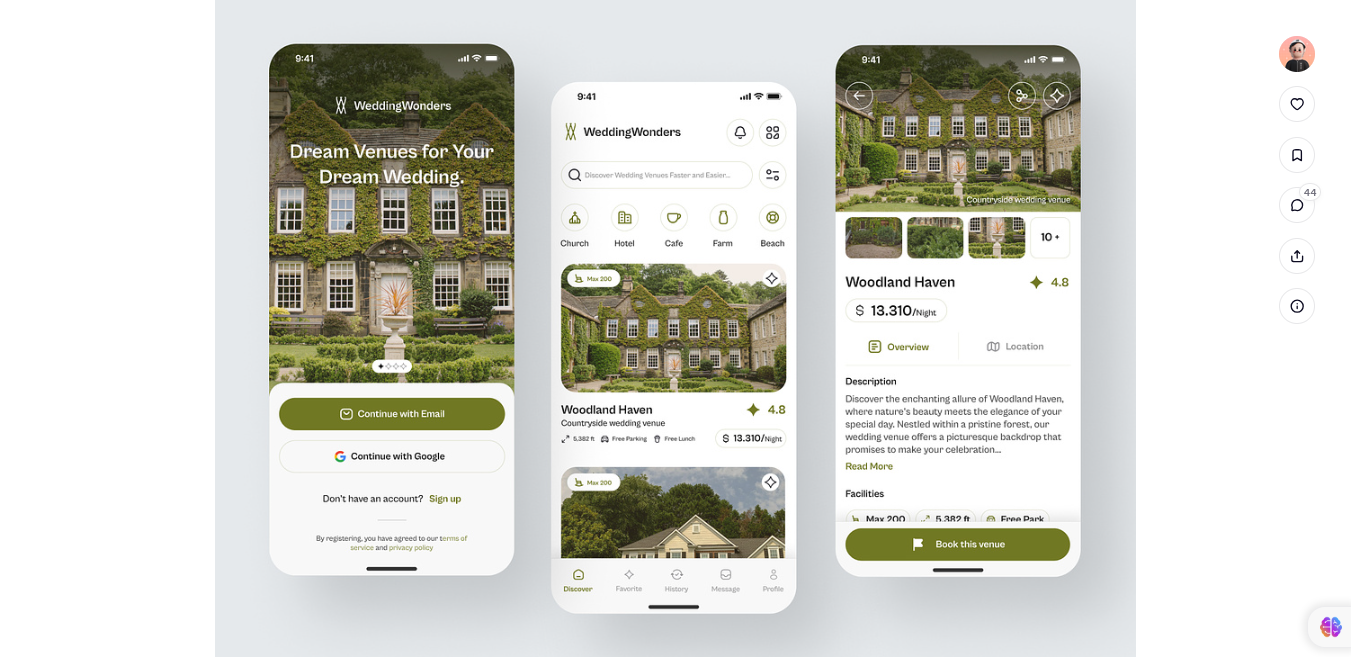 9:41
WeddingWonders
Dream Venues for Your
Dream Wedding.
Continue with Email
Continue with Google
Don't have an account? Sign up
By registering, you have agreed to our terms of
service and privacy policy
9:41
WeddingWonders
Discover Wedding Venues Faster and Easier...
Church Hotel Cafe Farm Beach
Max 200
Woodland Haven 4.8
Countryside wedding venue
5,382 ft Free Parking Free Lunch $ 13.310/Night
Max 200
Discover Favorite History Message Profile
9:41
Countryside wedding venue
10 +
Woodland Haven 4.8
$ 13.310/Night
Overview Location
Description
Discover the enchanting allure of Woodland Haven,
where nature's beauty meets the elegance of your
special day. Nestled within a pristine forest, our
wedding venue offers a picturesque backdrop that
promises to make your celebration...
Read More
Facilities
Max 200 5,382 ft Free Park
Book this venue
44